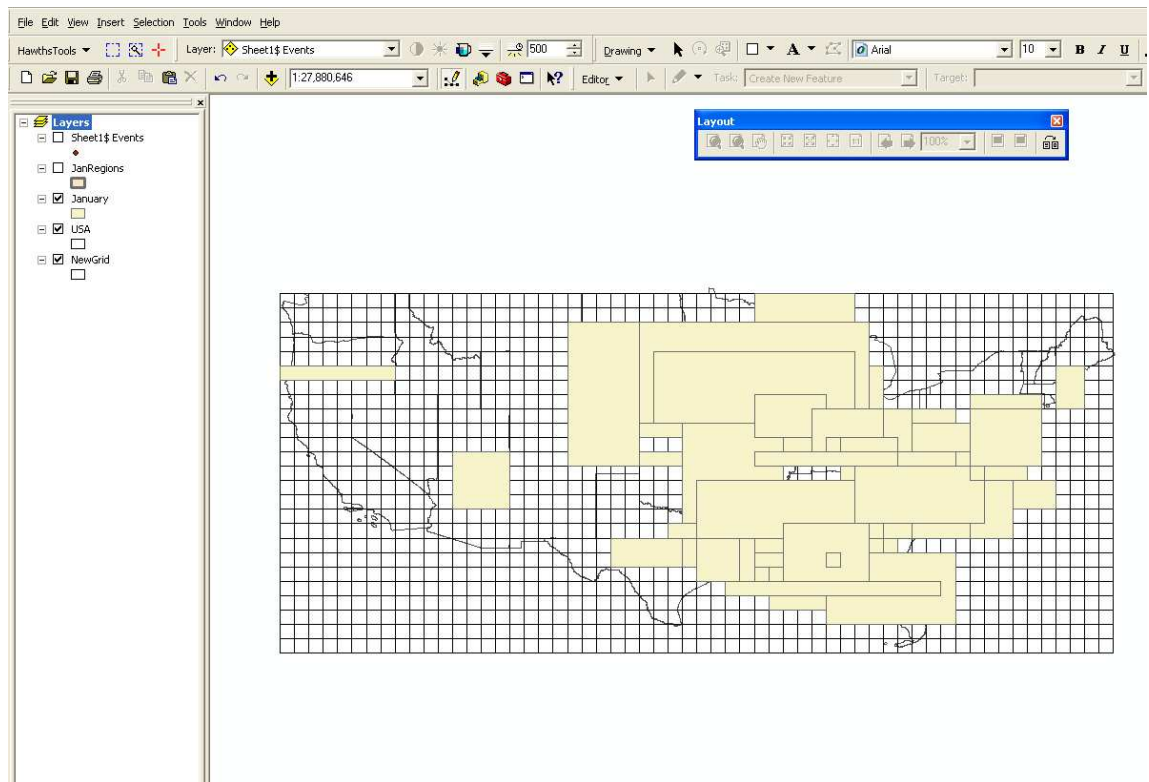 File Edit View Insert Selection Tools Window Help
HawthsTools Layer: Sheet1$ Events 500 Drawing A Arial 10 B I U
1:27,880,646 Editor Task: Create New Feature Target:
Layers
Sheet1$ Events
JanRegions
January
USA
NewGrid
Layout
100%